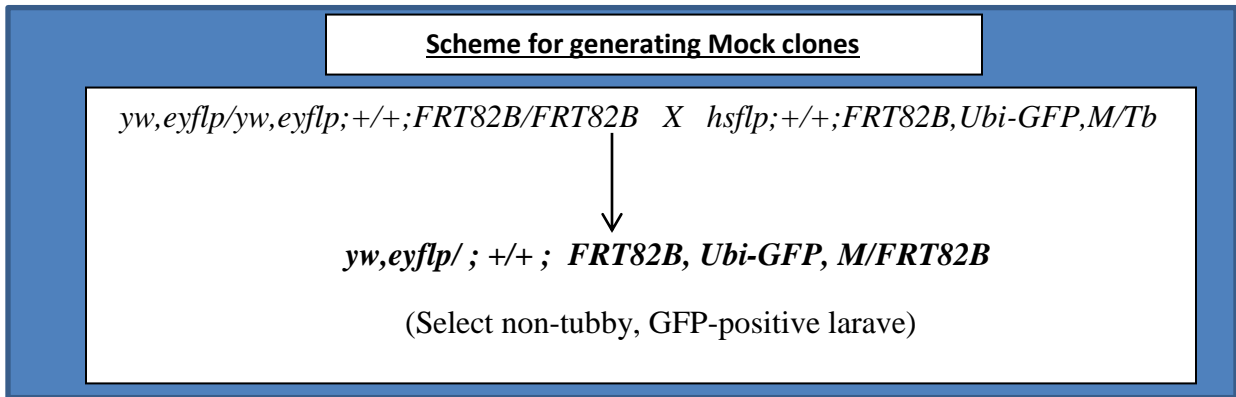 Scheme for generating Mock clones
yw,eyflp/yw,eyflp;+/+;FRT82B/FRT82B X hsflp;+/+;FRT82B,Ubi-GFP,M/Tb
yw,eyflp/ ; +/+ ; FRT82B, Ubi-GFP, M/FRT82B
(Select non-tubby, GFP-positive larave)